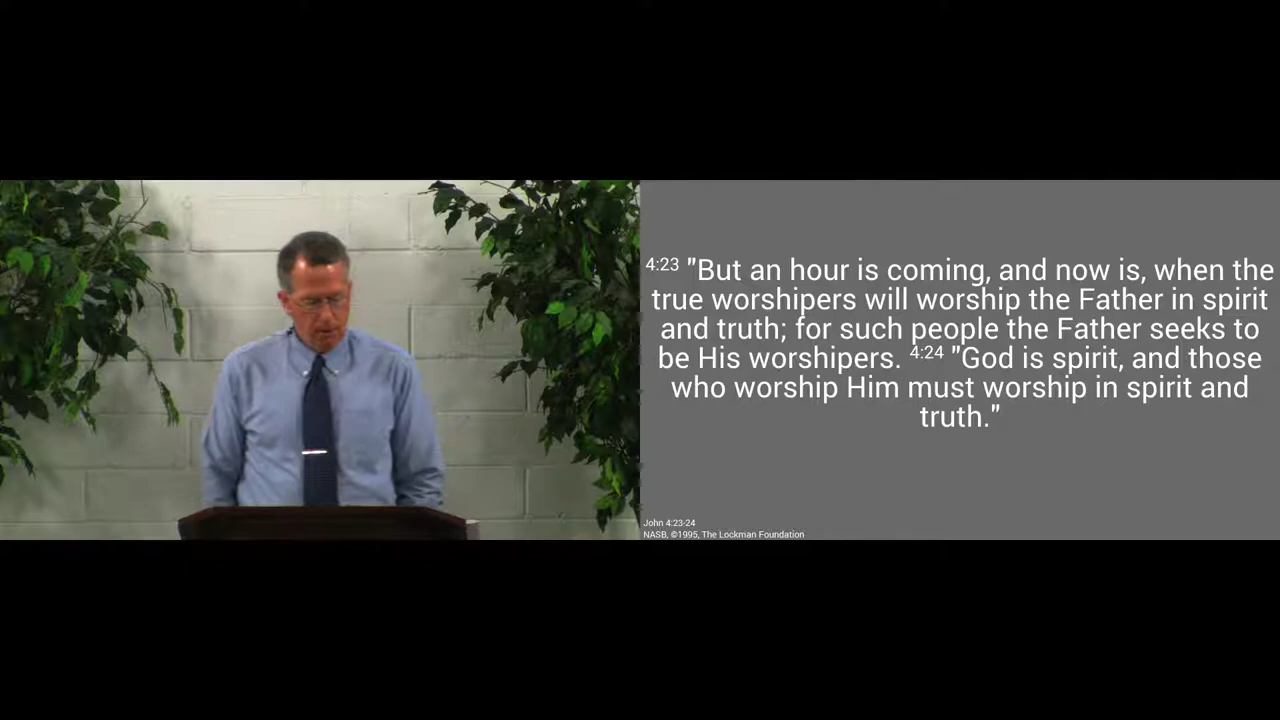 4:23 "But an hour is coming, and now is, when the
true worshipers will worship the Father in spirit
and truth; for such people the Father seeks to
be His worshipers. 4:24 "God is spirit, and those
who worship Him must worship in spirit and
truth."
John 4:23-24
NASB, ©1995, The Lockman Foundation